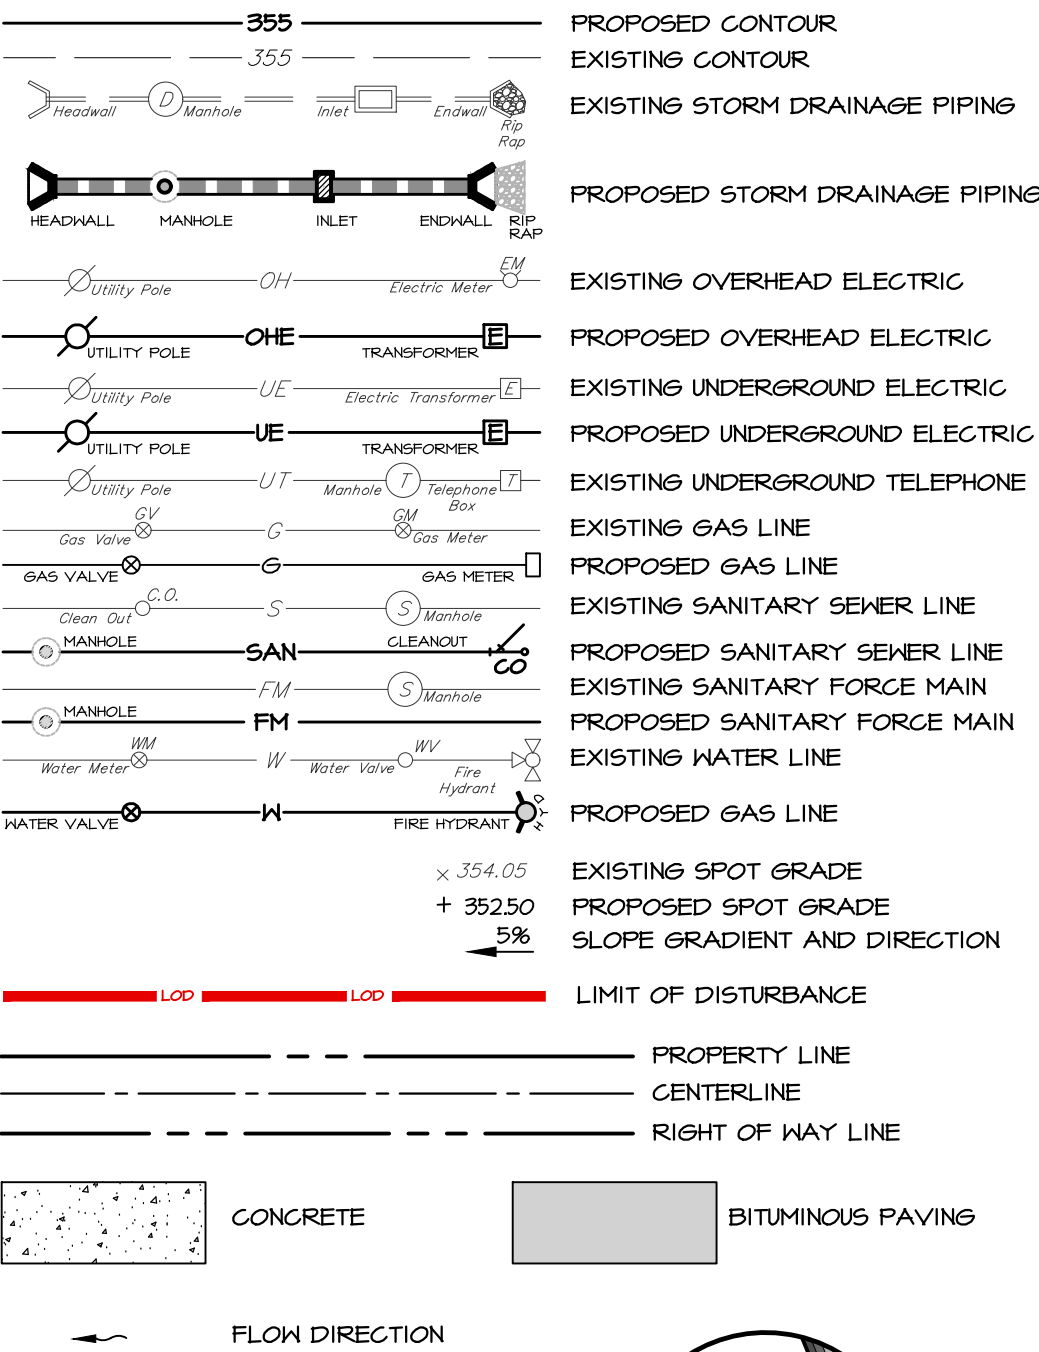 355 PROPOSED CONTOUR
355 EXISTING CONTOUR
Headwall D Manhole Inlet Endwall Rip Rap EXISTING STORM DRAINAGE PIPING
PROPOSED STORM DRAINAGE PIPING
HEADWALL MANHOLE INLET ENDWALL RIP RAP
Utility Pole OH Electric Meter EM EXISTING OVERHEAD ELECTRIC
UTILITY POLE OHE TRANSFORMER E PROPOSED OVERHEAD ELECTRIC
Utility Pole UE Electric Transformer E EXISTING UNDERGROUND ELECTRIC
UTILITY POLE UE TRANSFORMER E PROPOSED UNDERGROUND ELECTRIC
Utility Pole UT Manhole T Telephone Box T EXISTING UNDERGROUND TELEPHONE
Gas Valve GV G GM Gas Meter EXISTING GAS LINE
GAS VALVE G GAS METER PROPOSED GAS LINE
Clean Out C.O. S S Manhole EXISTING SANITARY SEWER LINE
MANHOLE SAN CLEANOUT CO PROPOSED SANITARY SEWER LINE
FM S Manhole EXISTING SANITARY FORCE MAIN
MANHOLE FM PROPOSED SANITARY FORCE MAIN
Water Meter WM W Water Valve WV Fire Hydrant EXISTING WATER LINE
WATER VALVE W FIRE HYDRANT HYD PROPOSED GAS LINE
354.05 EXISTING SPOT GRADE
+ 352.50 PROPOSED SPOT GRADE
5% SLOPE GRADIENT AND DIRECTION
LOD LOD LIMIT OF DISTURBANCE
PROPERTY LINE
CENTERLINE
RIGHT OF WAY LINE
CONCRETE BITUMINOUS PAVING
FLOW DIRECTION